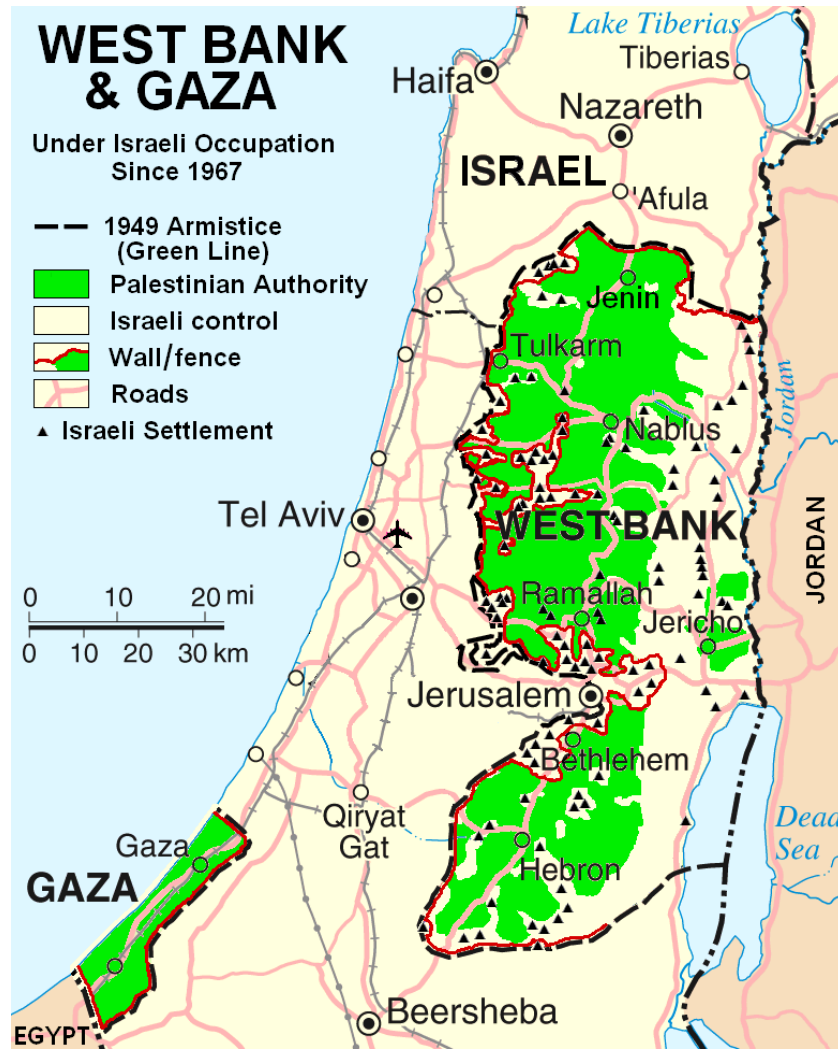 WEST BANK
& GAZA
Under Israeli Occupation
Since 1967
1949 Armistice
(Green Line)
Palestinian Authority
Israeli control
Wall/fence
Roads
Israeli Settlement
Lake Tiberias
Tiberias
Haifa
Nazareth
ISRAEL
'Afula
Jenin
Tulkarm
Nablus
Jordan
Tel Aviv
WEST BANK
JORDAN
0 10 20 mi
0 10 20 30 km
Ramallah
Jericho
Jerusalem
Bethlehem
Qiryat
Gat
Dead
Sea
Gaza
GAZA
Hebron
Beersheba
EGYPT